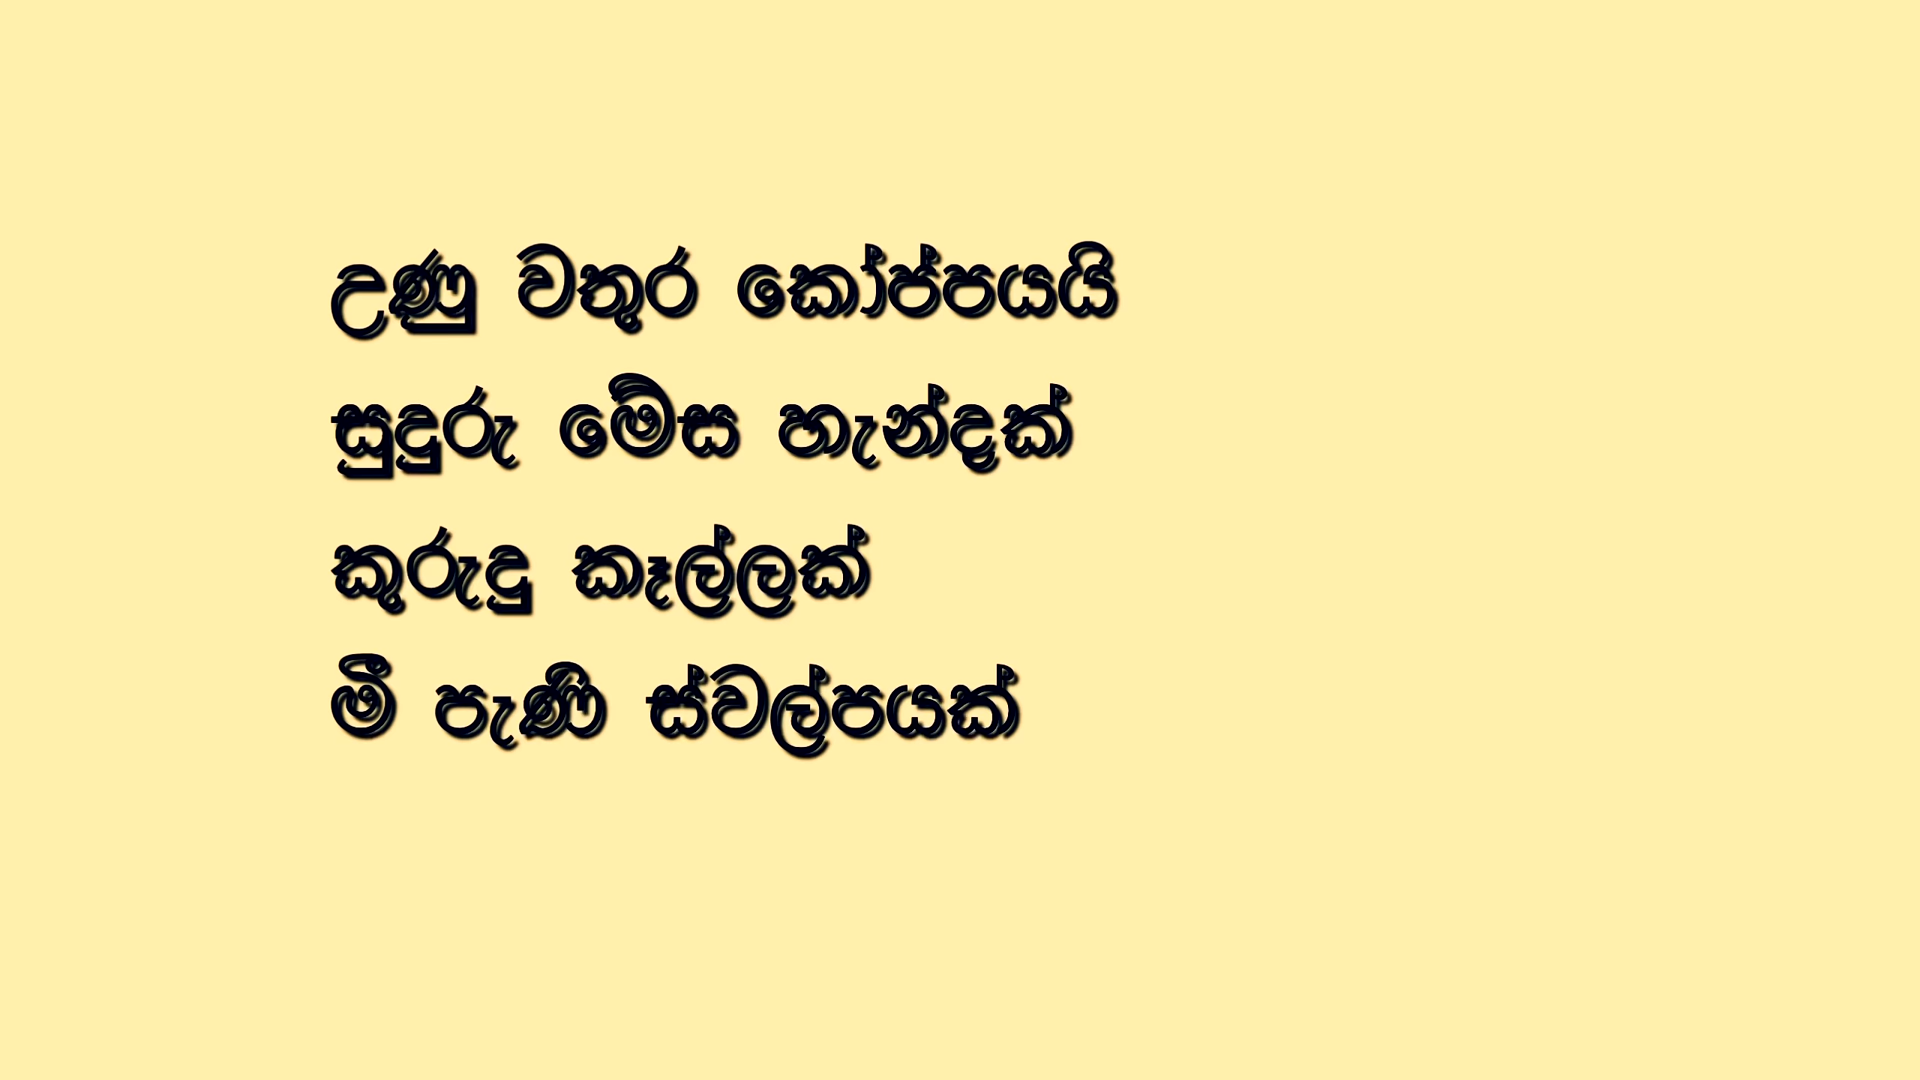 උණු වතුර කෝප්පයයි
සුදුරු මේස හැන්දක්
කුරුදු කෑල්ලක්
මී පැණි ස්වල්පයක්